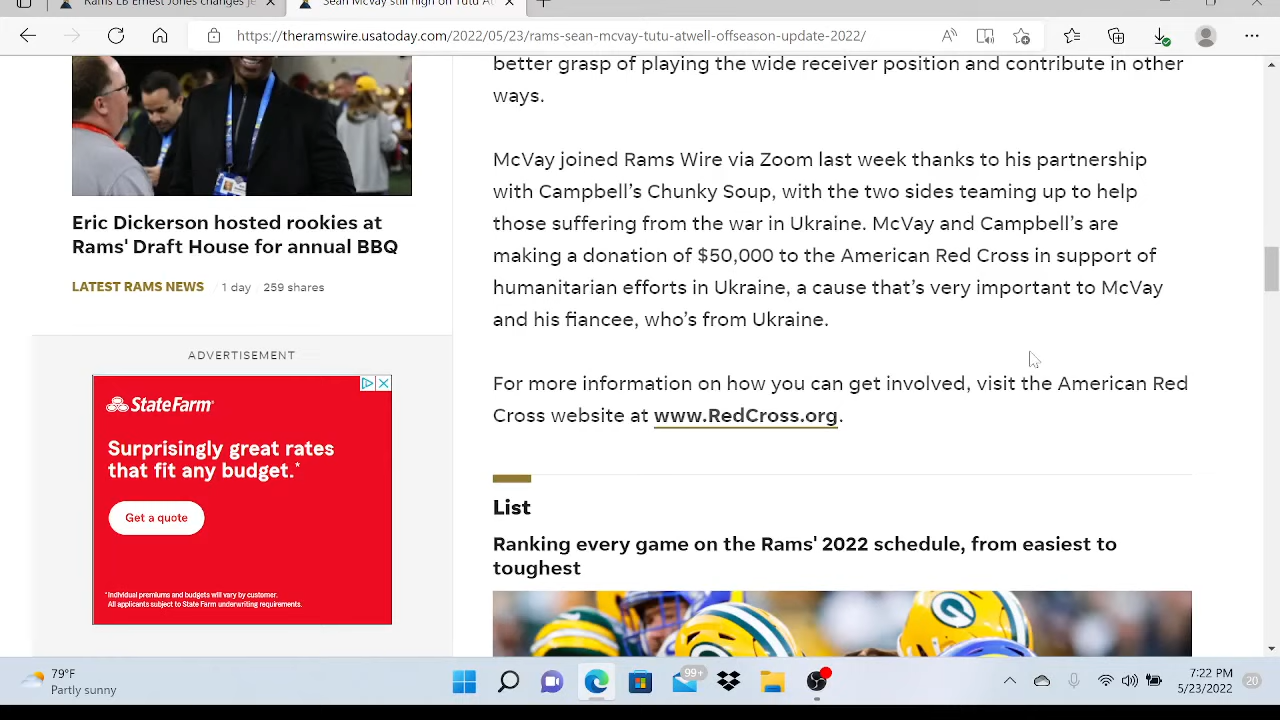 Rams Lb Ernest Jones changes je
Sean McVay still high on Tutu At
https://theramswire.usatoday.com/2022/05/23/rams-sean-mcvay-tutu-atwell-offseason-update-2022/
better grasp of playing the wide receiver position and contribute in other
ways.
McVay joined Rams Wire via Zoom last week thanks to his partnership
with Campbell's Chunky Soup, with the two sides teaming up to help
those suffering from the war in Ukraine. McVay and Campbell's are
making a donation of $50,000 to the American Red Cross in support of
humanitarian efforts in Ukraine, a cause that's very important to McVay
and his fiancee, who's from Ukraine.
For more information on how you can get involved, visit the American Red
Cross website at www.RedCross.org.
List
Ranking every game on the Rams' 2022 schedule, from easiest to
toughest
Eric Dickerson hosted rookies at
Rams' Draft House for annual BBQ
LATEST RAMS NEWS 1 day 259 shares
ADVERTISEMENT
StateFarm®
Surprisingly great rates
that fit any budget.*
Get a quote
*Individual premiums and budgets will vary by customer.
All applicants subject to State Farm underwriting requirements.
79°F
Partly sunny
99+
7:22 PM
5/23/2022
20